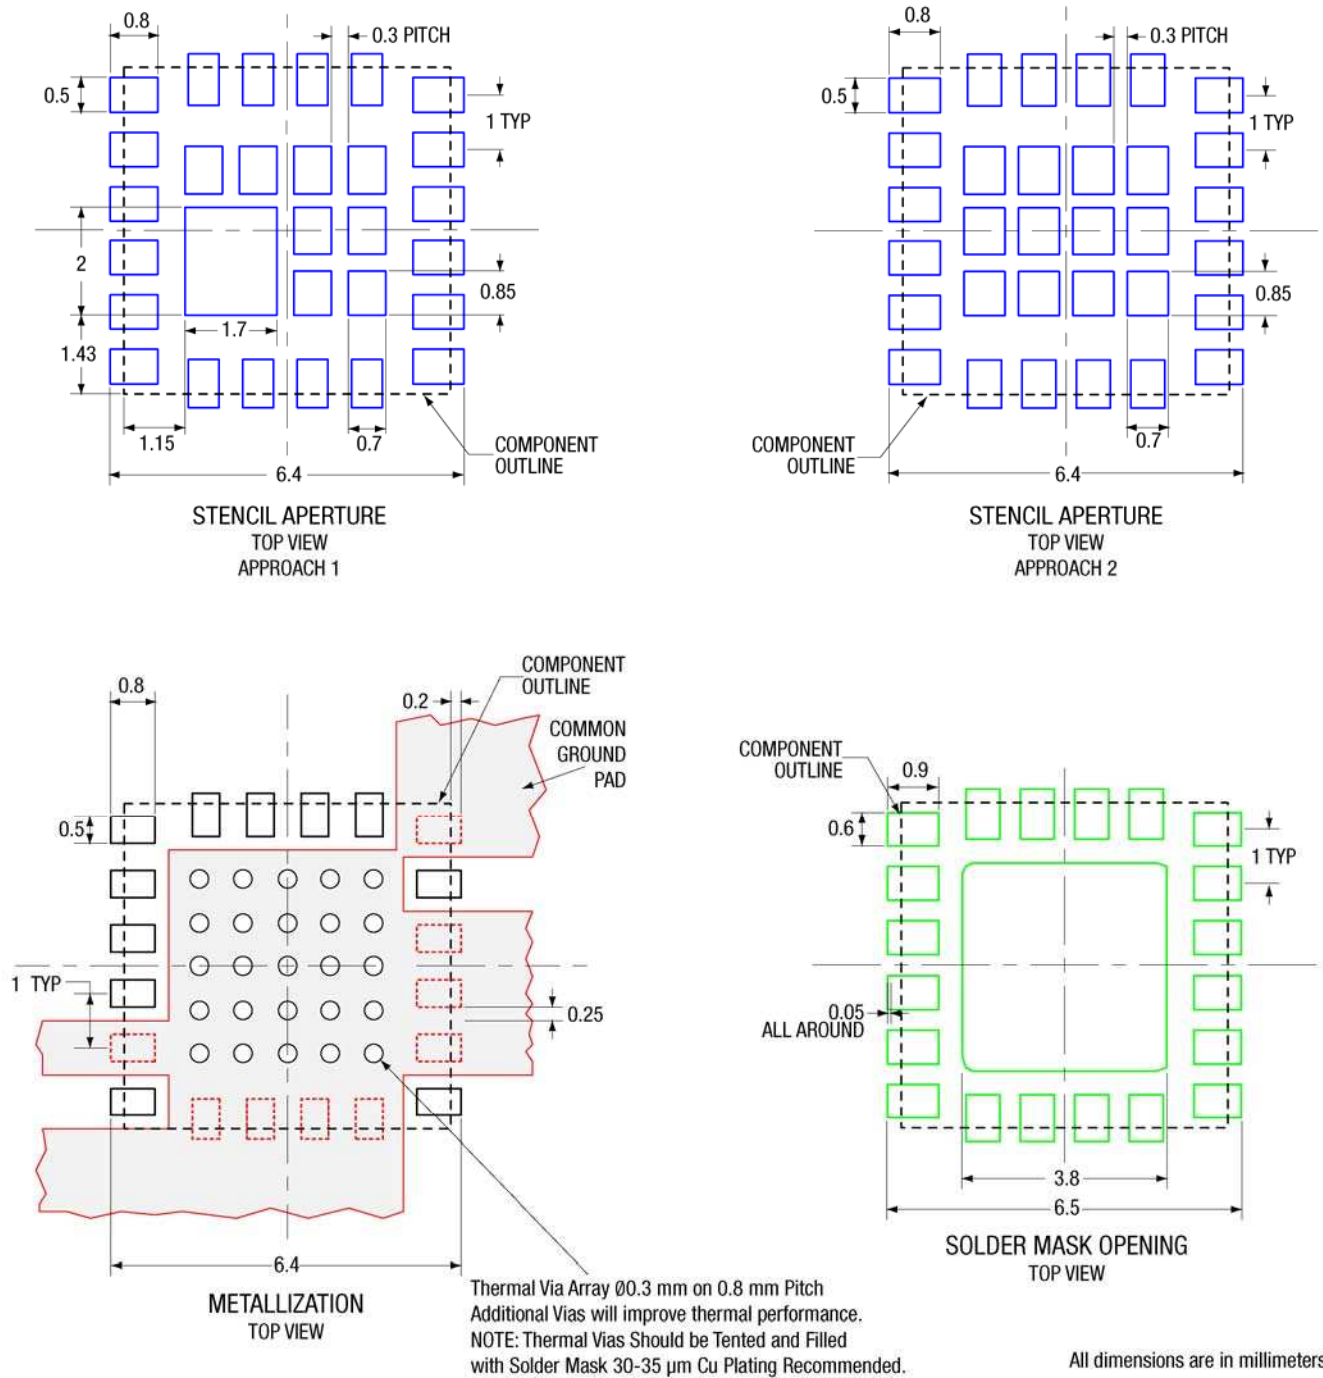 0.8
0.3 PITCH
0.5
1 TYP
2
0.85
1.7
1.43
1.15
0.7
COMPONENT
OUTLINE
6.4
STENCIL APERTURE
TOP VIEW
APPROACH 1
0.8
0.3 PITCH
0.5
1 TYP
0.85
COMPONENT
OUTLINE
0.7
6.4
STENCIL APERTURE
TOP VIEW
APPROACH 2
0.8
COMPONENT
OUTLINE
0.2
COMMON
GROUND
PAD
0.5
1 TYP
0.25
6.4
METALLIZATION
TOP VIEW
Thermal Via Array Ø0.3 mm on 0.8 mm Pitch
Additional Vias will improve thermal performance.
NOTE: Thermal Vias Should be Tented and Filled
with Solder Mask 30-35 µm Cu Plating Recommended.
COMPONENT
OUTLINE
0.9
0.6
1 TYP
0.05
ALL AROUND
3.8
6.5
SOLDER MASK OPENING
TOP VIEW
All dimensions are in millimeters